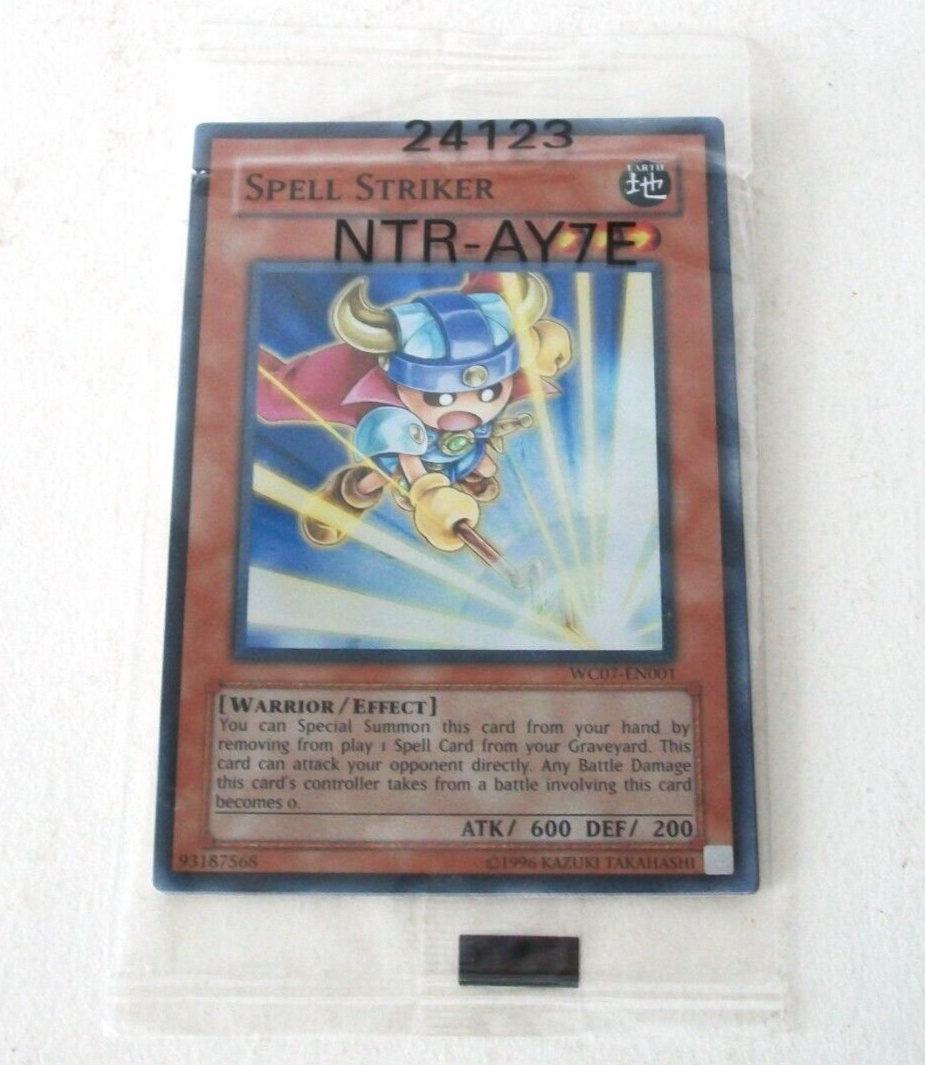 24123
EARTH
地
SPELL STRIKER
NTR-AY7E
WC07-EN001
[WARRIOR/EFFECT]
You can Special Summon this card from your hand by
removing from play 1 Spell Card from your Graveyard. This
card can attack your opponent directly. Any Battle Damage
this card's controller takes from a battle involving this card
becomes 0.
ATK/ 600 DEF/ 200
93187568
©1996 KAZUKI TAKAHASHI